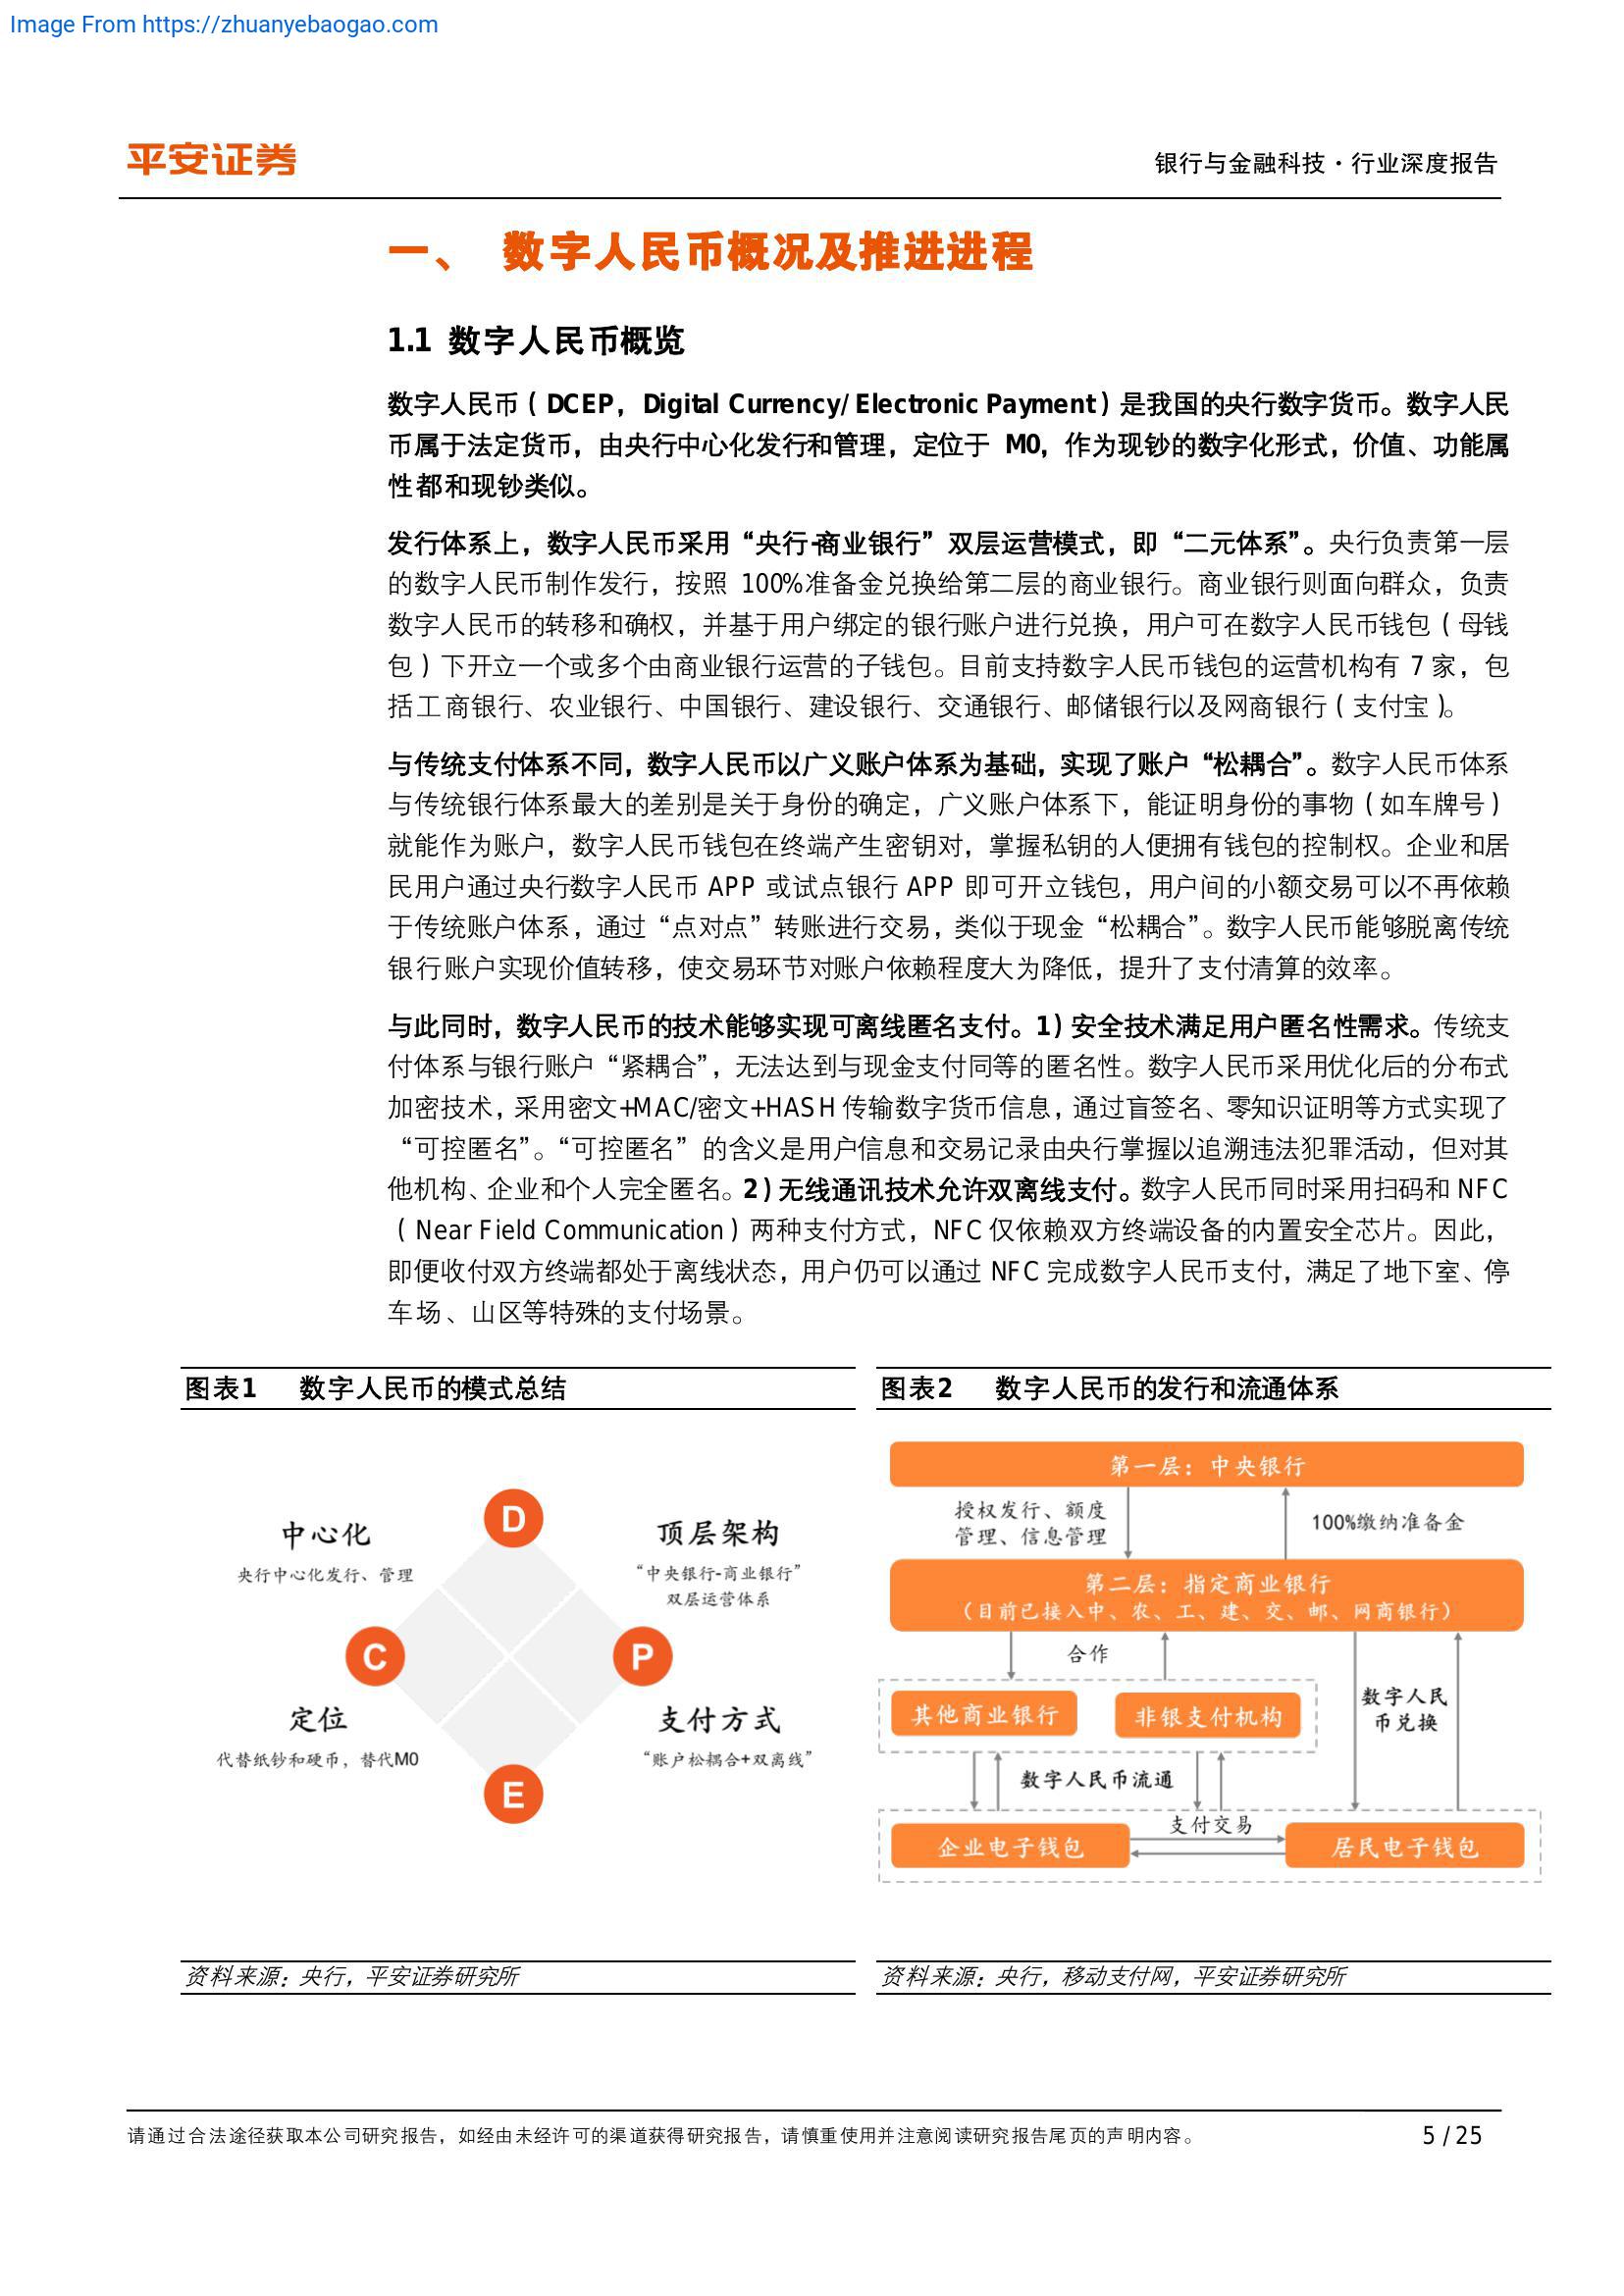 Image From https://zhuanyebaogao.com
平安证券
银行与金融科技·行业深度报告
一、 数字人民币概况及推进进程
1.1 数字人民币概览
数字人民币(DCEP，Digital Currency/Electronic Payment)是我国的央行数字货币。数字人民
币属于法定货币，由央行中心化发行和管理，定位于 M0，作为现钞的数字化形式，价值、功能属
性都和现钞类似。
发行体系上，数字人民币采用“央行-商业银行”双层运营模式，即“二元体系”。央行负责第一层
的数字人民币制作发行，按照 100%准备金兑换给第二层的商业银行。商业银行则面向群众，负责
数字人民币的转移和确权，并基于用户绑定的银行账户进行兑换，用户可在数字人民币钱包(母钱
包)下开立一个或多个由商业银行运营的子钱包。目前支持数字人民币钱包的运营机构有 7 家，包
括工商银行、农业银行、中国银行、建设银行、交通银行、邮储银行以及网商银行(支付宝)。
与传统支付体系不同，数字人民币以广义账户体系为基础，实现了账户“松耦合”。数字人民币体系
与传统银行体系最大的差别是关于身份的确定，广义账户体系下，能证明身份的事物(如车牌号)
就能作为账户，数字人民币钱包在终端产生密钥对，掌握私钥的人便拥有钱包的控制权。企业和居
民用户通过央行数字人民币 APP 或试点银行 APP 即可开立钱包，用户间的小额交易可以不再依赖
于传统账户体系，通过“点对点”转账进行交易，类似于现金“松耦合”。数字人民币能够脱离传统
银行账户实现价值转移，使交易环节对账户依赖程度大为降低，提升了支付清算的效率。
与此同时，数字人民币的技术能够实现可离线匿名支付。1)安全技术满足用户匿名性需求。传统支
付体系与银行账户“紧耦合”，无法达到与现金支付同等的匿名性。数字人民币采用优化后的分布式
加密技术，采用密文+MAC/密文+HASH 传输数字货币信息，通过盲签名、零知识证明等方式实现了
“可控匿名”。“可控匿名”的含义是用户信息和交易记录由央行掌握以追溯违法犯罪活动，但对其
他机构、企业和个人完全匿名。2)无线通讯技术允许双离线支付。数字人民币同时采用扫码和 NFC
(Near Field Communication)两种支付方式，NFC 仅依赖双方终端设备的内置安全芯片。因此，
即便收付双方终端都处于离线状态，用户仍可以通过 NFC 完成数字人民币支付，满足了地下室、停
车场、山区等特殊的支付场景。
图表1 数字人民币的模式总结
D
中心化
央行中心化发行、管理
顶层架构
“中央银行-商业银行”
双层运营体系
C
P
定位
代替纸钞和硬币，替代M0
支付方式
“账户松耦合+双离线”
E
资料来源：央行，平安证券研究所
图表2 数字人民币的发行和流通体系
第一层：中央银行
授权发行、额度
管理、信息管理
100%缴纳准备金
第二层：指定商业银行
（目前已接入中、农、工、建、交、邮、网商银行）
合作
数字人民
币兑换
其他商业银行
非银支付机构
数字人民币流通
支付交易
企业电子钱包
居民电子钱包
资料来源：央行，移动支付网，平安证券研究所
请通过合法途径获取本公司研究报告，如经由未经许可的渠道获得研究报告，请慎重使用并注意阅读研究报告尾页的声明内容。
5 / 25